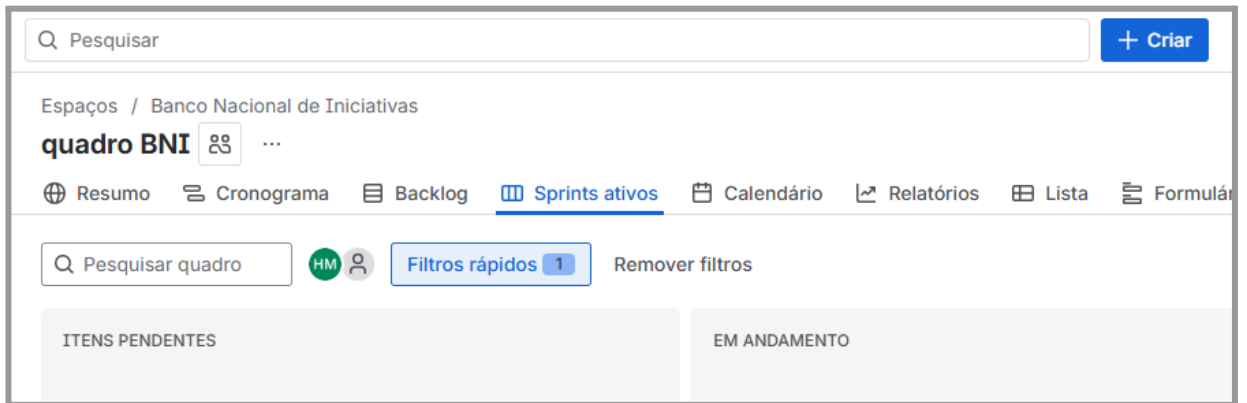 Pesquisar
+ Criar
Espaços / Banco Nacional de Iniciativas
quadro BNI ...
Resumo Cronograma Backlog Sprints ativos Calendário Relatórios Lista Formulár
Pesquisar quadro HM Filtros rápidos 1 Remover filtros
ITENS PENDENTES EM ANDAMENTO